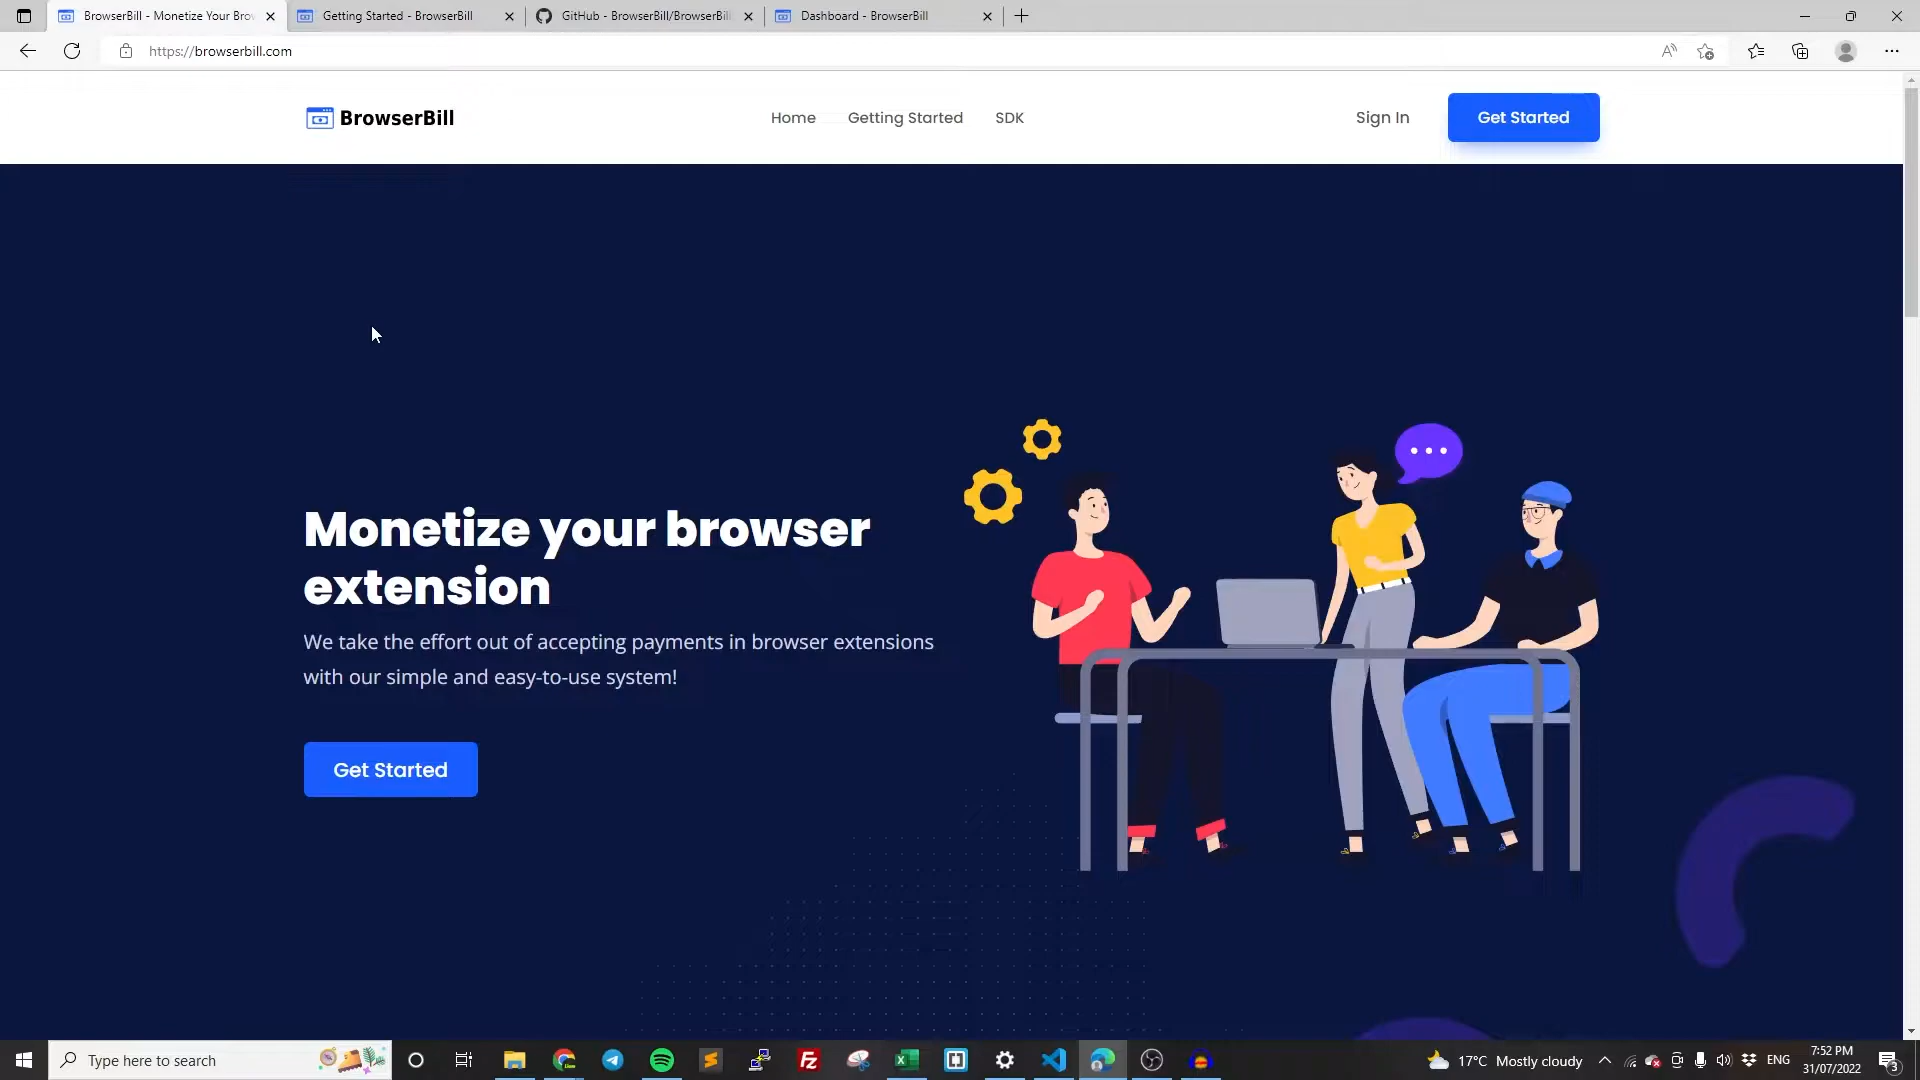 BrowserBill - Monetize Your Brow
Getting Started - BrowserBill
GitHub - BrowserBill/BrowserBill
Dashboard - BrowserBill
https://browserbill.com
BrowserBill
Home
Getting Started
SDK
Sign In
Get Started
Monetize your browser
extension
We take the effort out of accepting payments in browser extensions
with our simple and easy-to-use system!
Get Started
Type here to search
17°C Mostly cloudy
ENG
7:52 PM
31/07/2022
3